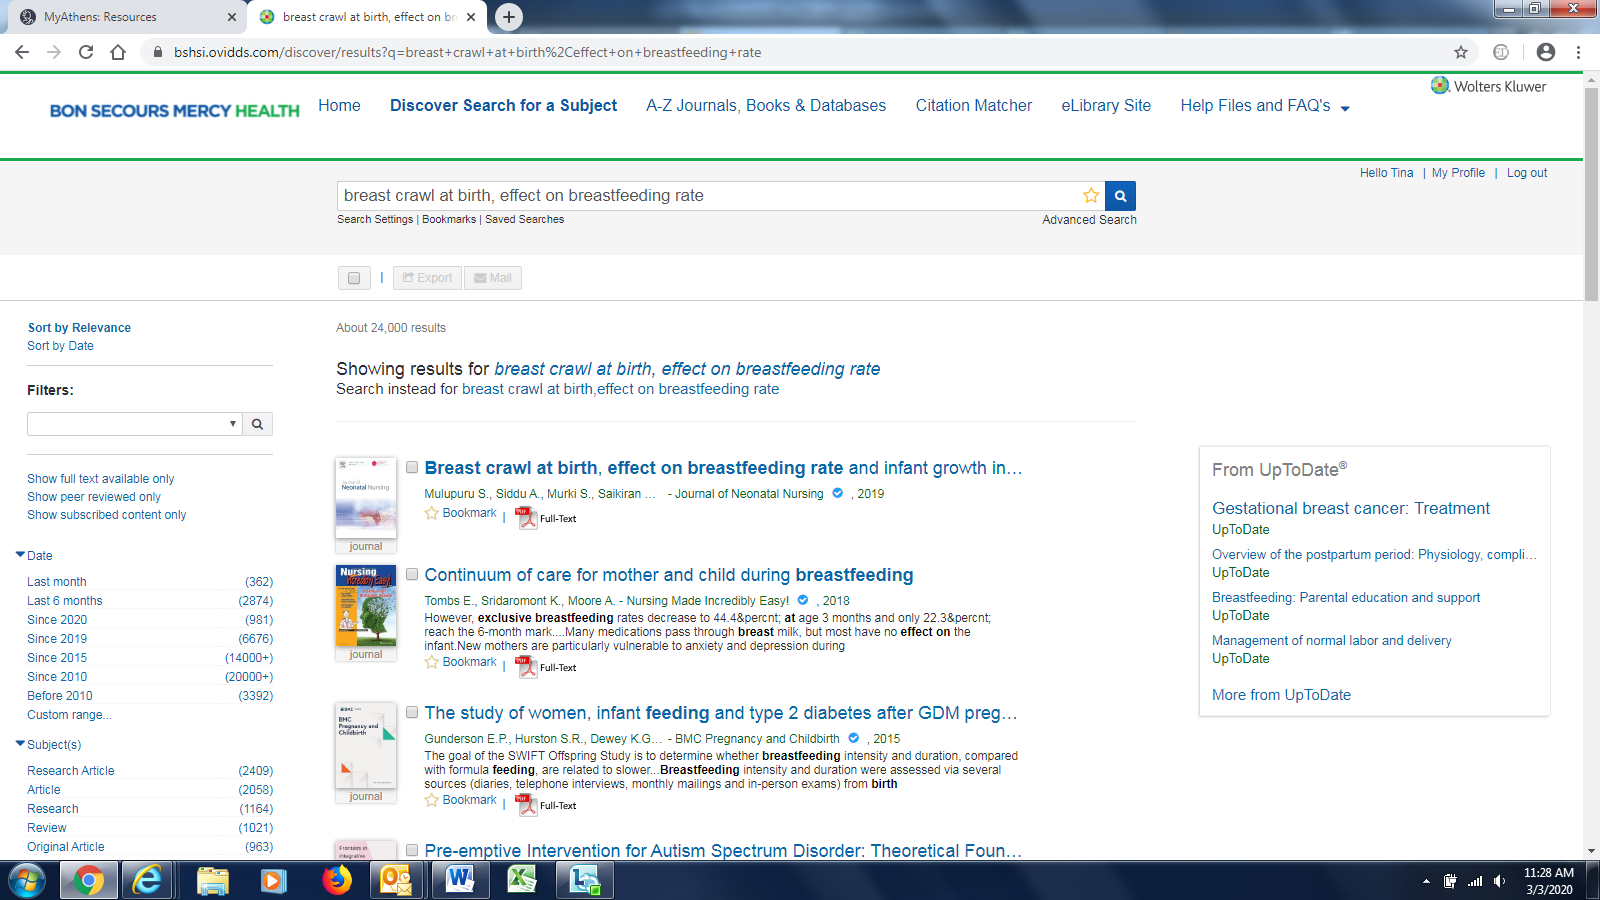 MyAthens: Resources
breast crawl at birth, effect on br
bshsi.ovidds.com/discover/results?q=breast+crawl+at+birth%2Ceffect+on+breastfeeding+rate
Wolters Kluwer
BON SECOURS MERCY HEALTH
Home
Discover Search for a Subject
A-Z Journals, Books & Databases
Citation Matcher
eLibrary Site
Help Files and FAQ's
Hello Tina | My Profile | Log out
breast crawl at birth, effect on breastfeeding rate
Search Settings | Bookmarks | Saved Searches
Advanced Search
| Export Mail
Sort by Relevance
Sort by Date
Filters:
Show full text available only
Show peer reviewed only
Show subscribed content only
Date
Last month (362)
Last 6 months (2874)
Since 2020 (981)
Since 2019 (6676)
Since 2015 (14000+)
Since 2010 (20000+)
Before 2010 (3392)
Custom range...
Subject(s)
Research Article (2409)
Article (2058)
Research (1164)
Review (1021)
Original Article (963)
About 24,000 results
Showing results for breast crawl at birth, effect on breastfeeding rate
Search instead for breast crawl at birth,effect on breastfeeding rate
Neonatal Nursing
journal
Breast crawl at birth, effect on breastfeeding rate and infant growth in…
Mulupuru S., Siddu A., Murki S., Saikiran ... - Journal of Neonatal Nursing , 2019
Bookmark | PDF Full-Text
Nursing
Incredibly Easy!
journal
Continuum of care for mother and child during breastfeeding
Tombs E., Sridaromont K., Moore A. - Nursing Made Incredibly Easy! , 2018
However, exclusive breastfeeding rates decrease to 44.4&percnt; at age 3 months and only 22.3&percnt;
reach the 6-month mark....Many medications pass through breast milk, but most have no effect on the
infant.New mothers are particularly vulnerable to anxiety and depression during
Bookmark | PDF Full-Text
BMC
Pregnancy and
Childbirth
journal
The study of women, infant feeding and type 2 diabetes after GDM preg…
Gunderson E.P., Hurston S.R., Dewey K.G... - BMC Pregnancy and Childbirth , 2015
The goal of the SWIFT Offspring Study is to determine whether breastfeeding intensity and duration, compared
with formula feeding, are related to slower...Breastfeeding intensity and duration were assessed via several
sources (diaries, telephone interviews, monthly mailings and in-person exams) from birth
Bookmark | PDF Full-Text
Frontiers in
Integrative
Pre-emptive Intervention for Autism Spectrum Disorder: Theoretical Foun…
From UpToDate®
Gestational breast cancer: Treatment
UpToDate
Overview of the postpartum period: Physiology, compli…
UpToDate
Breastfeeding: Parental education and support
UpToDate
Management of normal labor and delivery
UpToDate
More from UpToDate
11:28 AM
3/3/2020